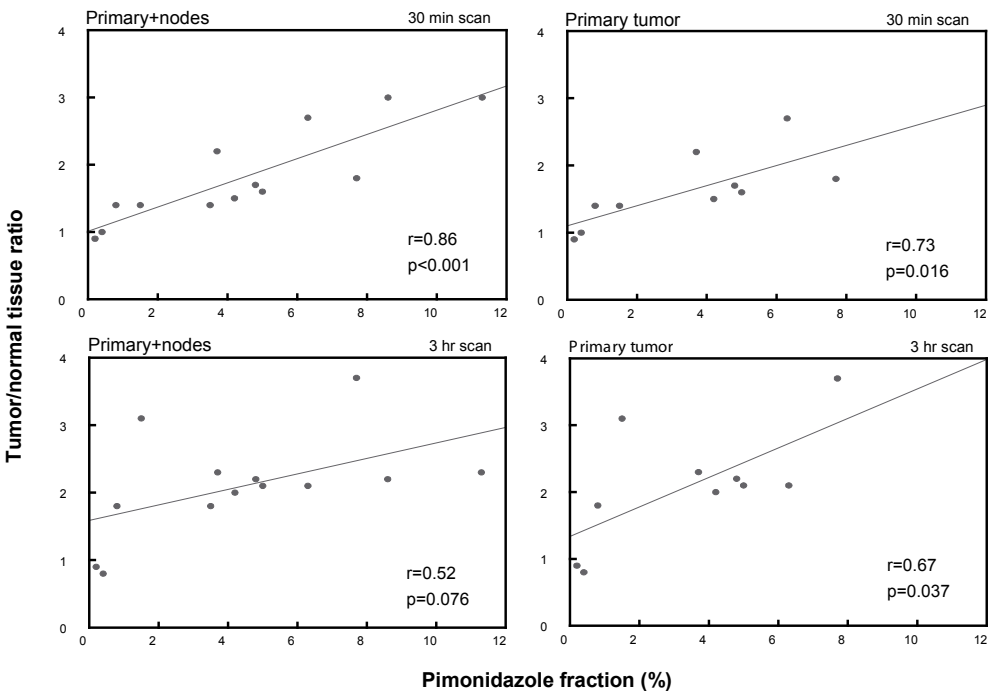 Primary+nodes 30 min scan
4
3
2
1
0
0 2 4 6 8 10 12
r=0.86
p<0.001
Primary tumor 30 min scan
4
3
2
1
0
0 2 4 6 8 10 12
r=0.73
p=0.016
Primary+nodes 3 hr scan
4
3
2
1
0
0 2 4 6 8 10 12
r=0.52
p=0.076
Primary tumor 3 hr scan
4
3
2
1
0
0 2 4 6 8 10 12
r=0.67
p=0.037
Tumor/normal tissue ratio
Pimonidazole fraction (%)